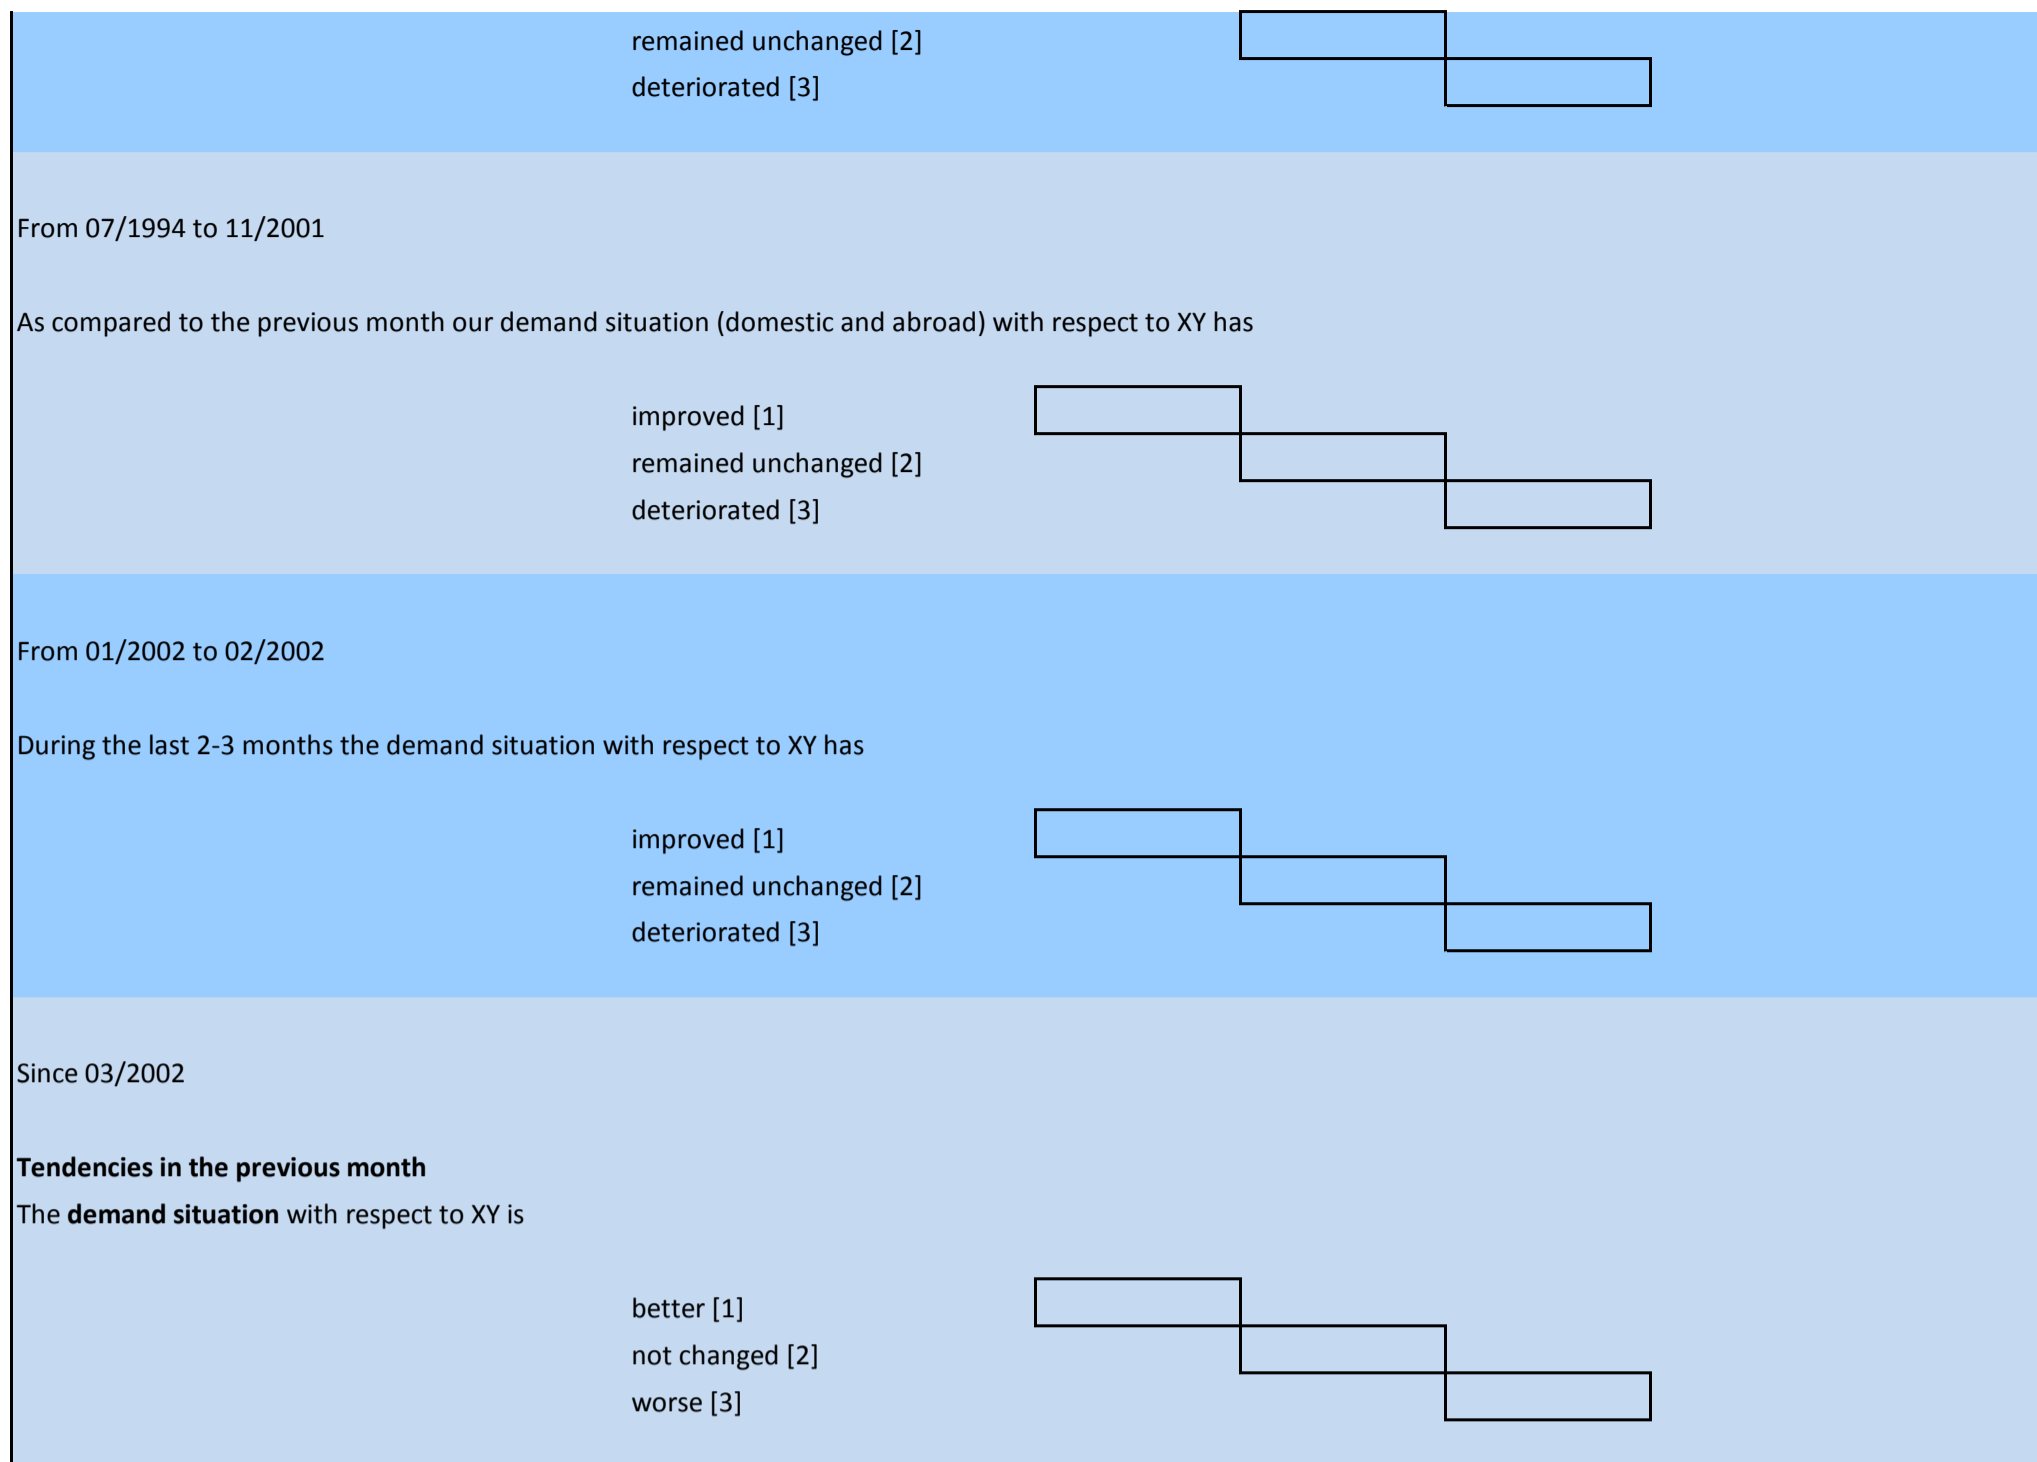 remained unchanged [2]
deteriorated [3]
From 07/1994 to 11/2001
As compared to the previous month our demand situation (domestic and abroad) with respect to XY has
improved [1]
remained unchanged [2]
deteriorated [3]
From 01/2002 to 02/2002
During the last 2-3 months the demand situation with respect to XY has
improved [1]
remained unchanged [2]
deteriorated [3]
Since 03/2002
Tendencies in the previous month
The demand situation with respect to XY is
better [1]
not changed [2]
worse [3]